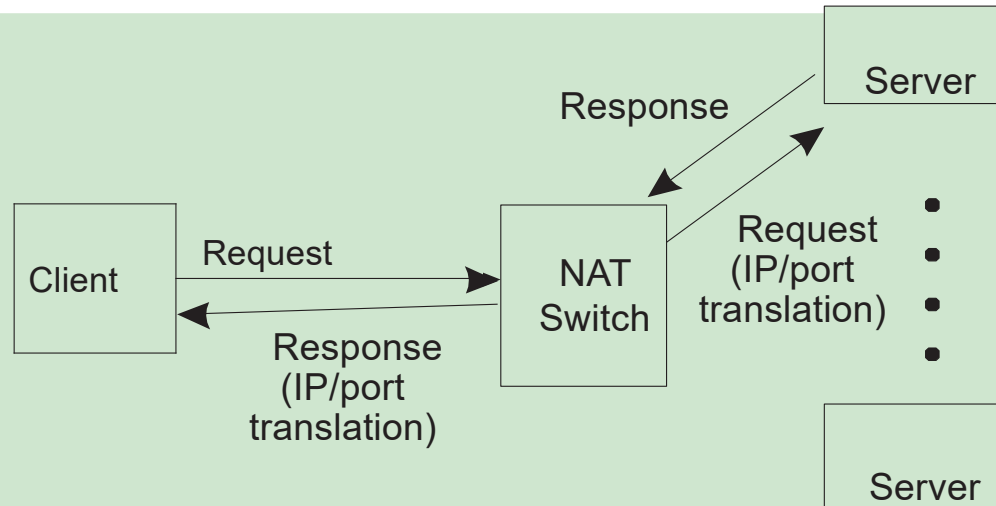 Server
Response
Request
(IP/port
translation)
Client
Request
NAT
Switch
Response
(IP/port
translation)
Server